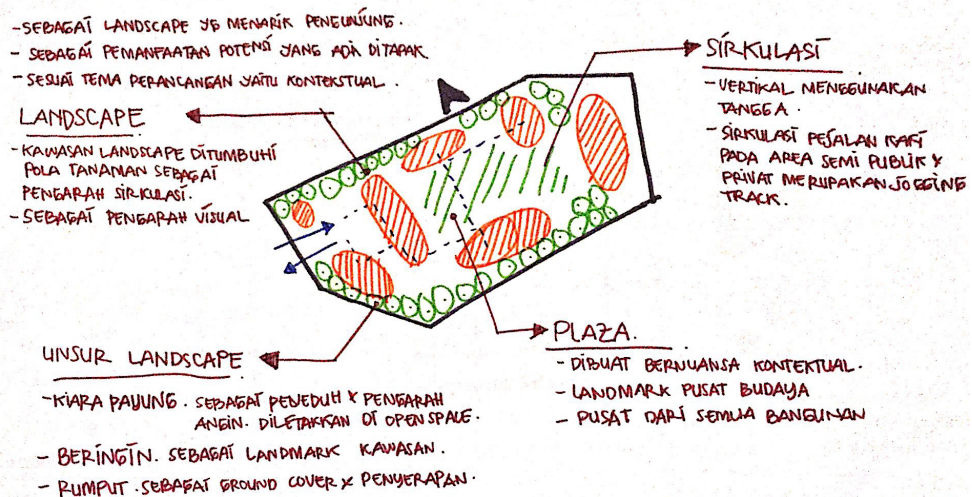 -SEBAGAI LANDSCAPE YG MENARIK PENGUNJUNG.
- SEBAGAI PEMANFAATAN POTENSI YANG ADA DITAPAK
- SESUAI TEMA PERANCANGAN YAITU KONTEKSTUAL.
LANDSCAPE
-KAWASAN LANDSCAPE DITUMBUHI
POLA TANAMAN SEBAGAI
PENGARAH SIRKULASI.
-SEBAGAI PENGARAH VISUAL
SIRKULASI
-VERTIKAL MENGGUNAKAN
TANGGA.
-SIRKULASI PEJALAN KAKI
PADA AREA SEMI PUBLIK &
PRIVAT MERUPAKAN JOGGING
TRACK.
UNSUR LANDSCAPE
-KIARA PAYUNG. SEBAGAI PENEDUH & PENGARAH
ANGIN. DILETAKKAN DI OPEN SPACE.
- BERINGIN. SEBAGAI LANDMARK KAWASAN.
- RUMPUT. SEBAGAI GROUND COVER & PENYERAPAN.
PLAZA.
- DIBUAT BERNUANSA KONTEKTUAL.
- LANDMARK PUSAT BUDAYA
- PUSAT DARI SEMUA BANGUNAN